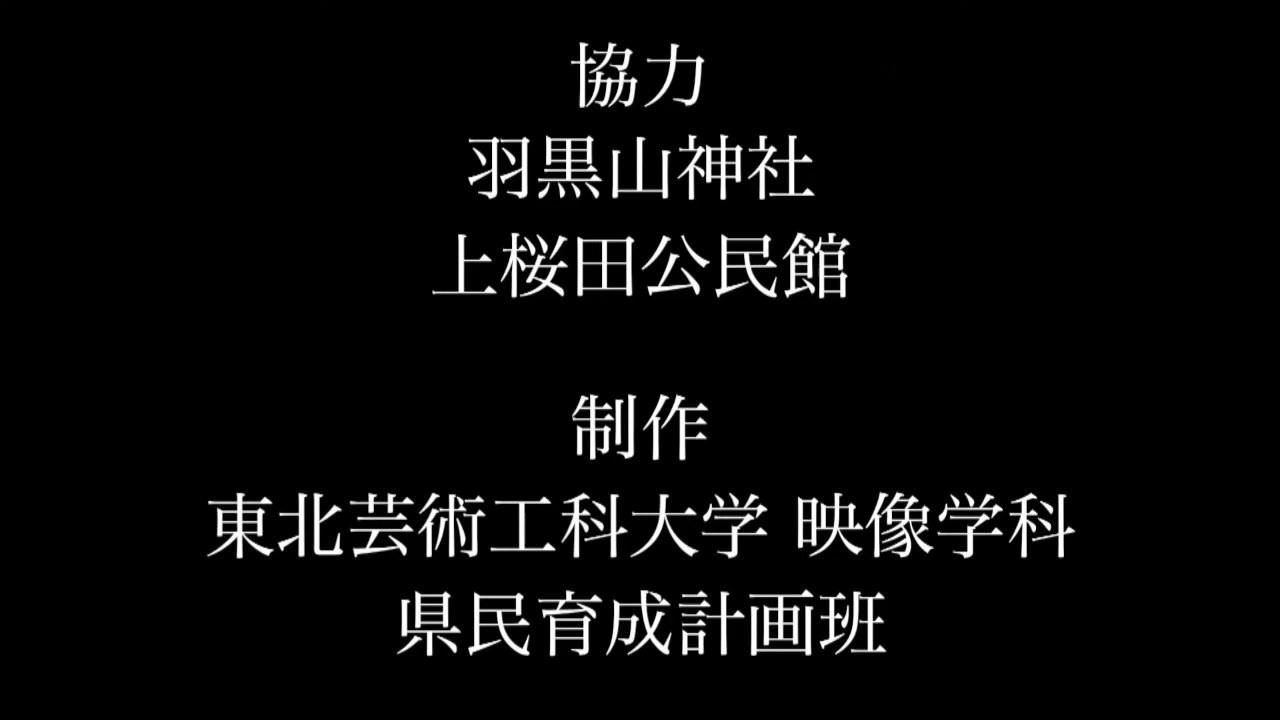 協力
羽黒山神社
上桜田公民館
制作
東北芸術工科大学 映像学科
県民育成計画班